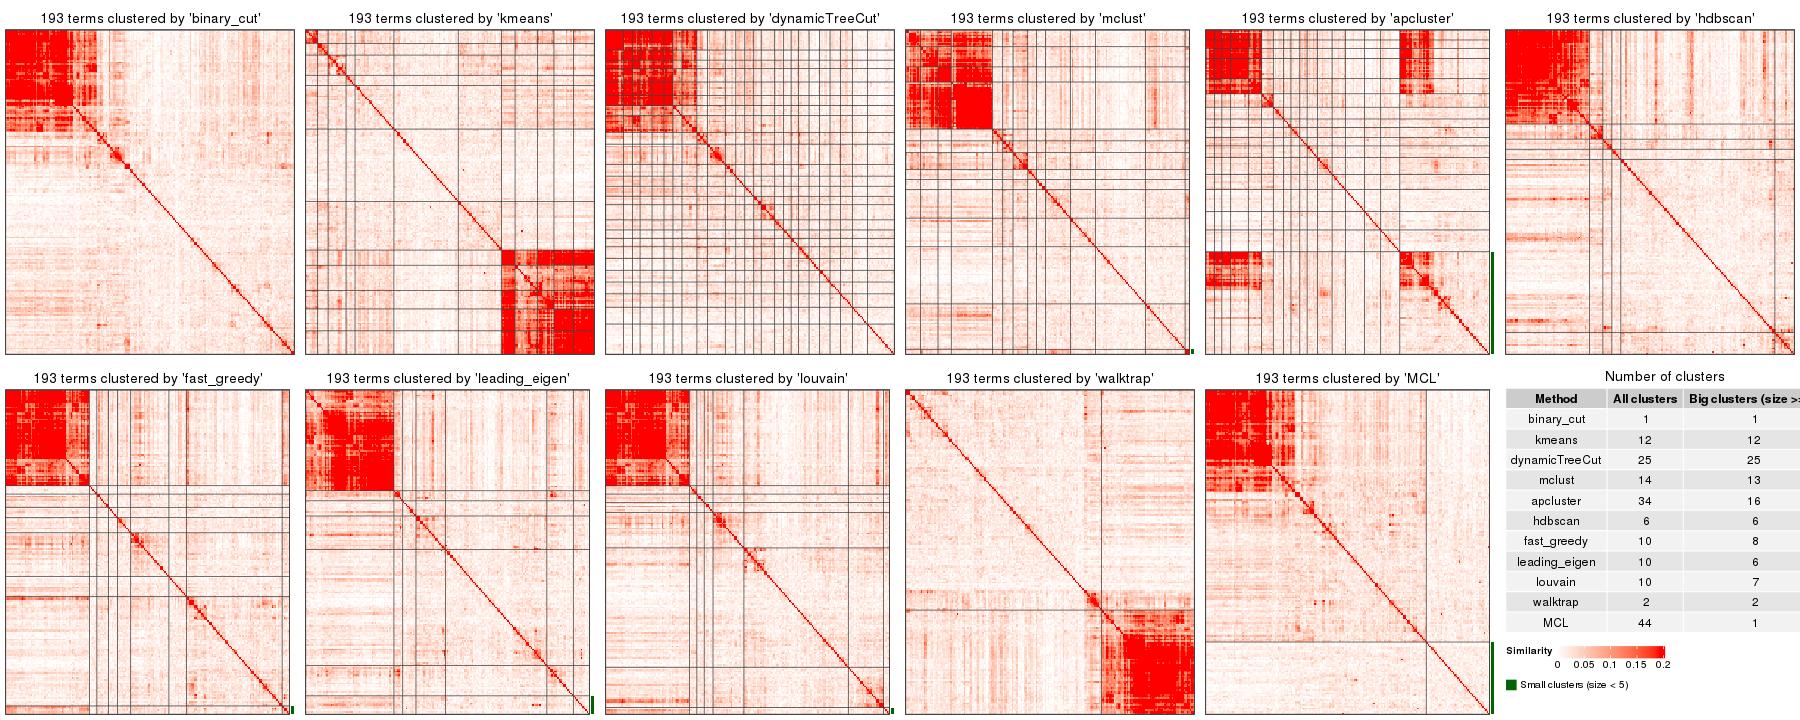 193 terms clustered by 'binary_cut'
193 terms clustered by 'kmeans'
193 terms clustered by 'dynamicTreeCut'
193 terms clustered by 'mclust'
193 terms clustered by 'apcluster'
193 terms clustered by 'hdbscan'
193 terms clustered by 'fast_greedy'
193 terms clustered by 'leading_eigen'
193 terms clustered by 'louvain'
193 terms clustered by 'walktrap'
193 terms clustered by 'MCL'
Number of clusters
Method All clusters Big clusters (size >
binary_cut 1 1
kmeans 12 12
dynamicTreeCut 25 25
mclust 14 13
apcluster 34 16
hdbscan 6 6
fast_greedy 10 8
leading_eigen 10 6
louvain 10 7
walktrap 2 2
MCL 44 1
Similarity
0 0.05 0.1 0.15 0.2
Small clusters (size < 5)